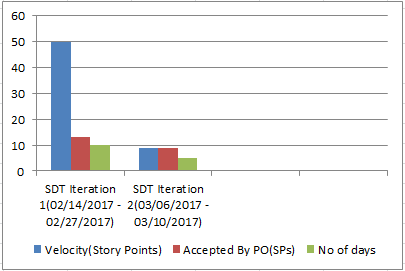 60
50
40
30
20
10
0
SDT Iteration
1(02/14/2017 -
02/27/2017)
SDT Iteration
2(03/06/2017 -
03/10/2017)
Velocity(Story Points)
Accepted By PO(SPs)
No of days